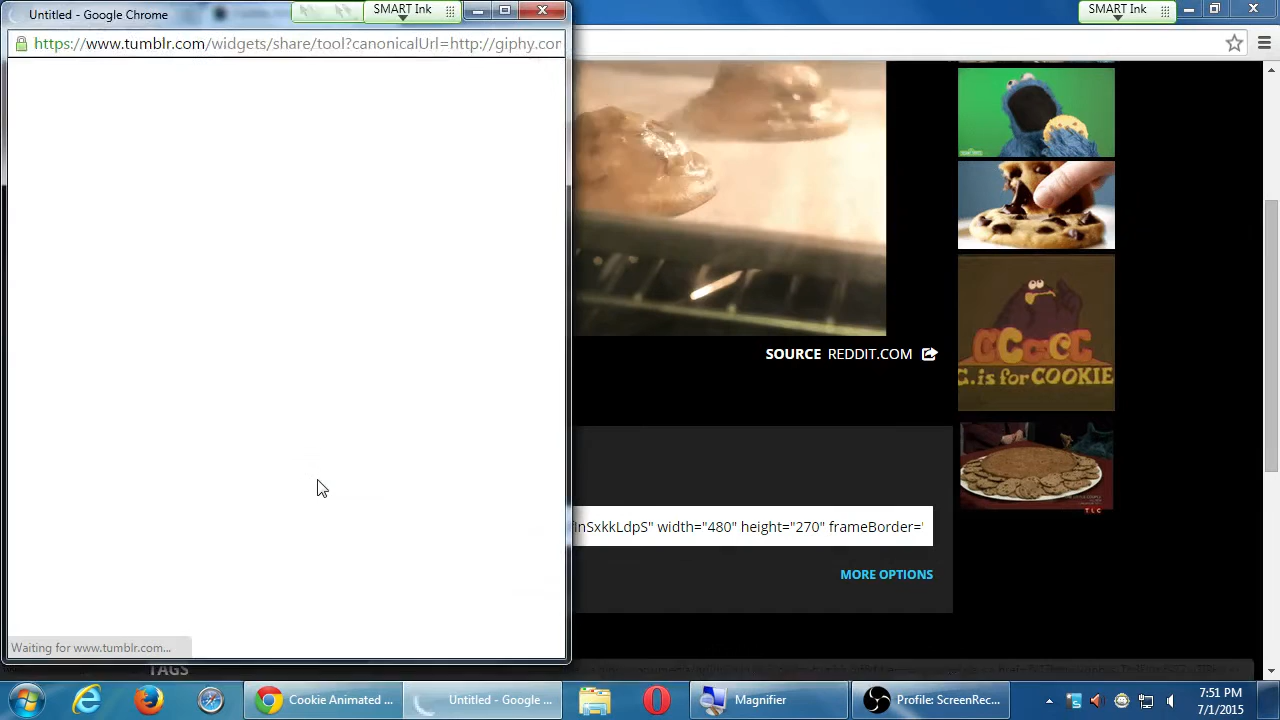 Untitled - Google Chrome
SMART Ink
SMART Ink
https://www.tumblr.com/widgets/share/tool?canonicalUrl=http://giphy.com
SOURCE REDDIT.COM
C. is for COOKIE
TLC
InSxkkLdpS" width="480" height="270" frameBorder="
MORE OPTIONS
Waiting for www.tumblr.com...
TAGS
Cookie Animated ...
Untitled - Google ...
Magnifier
Profile: ScreenRec...
7:51 PM
7/1/2015